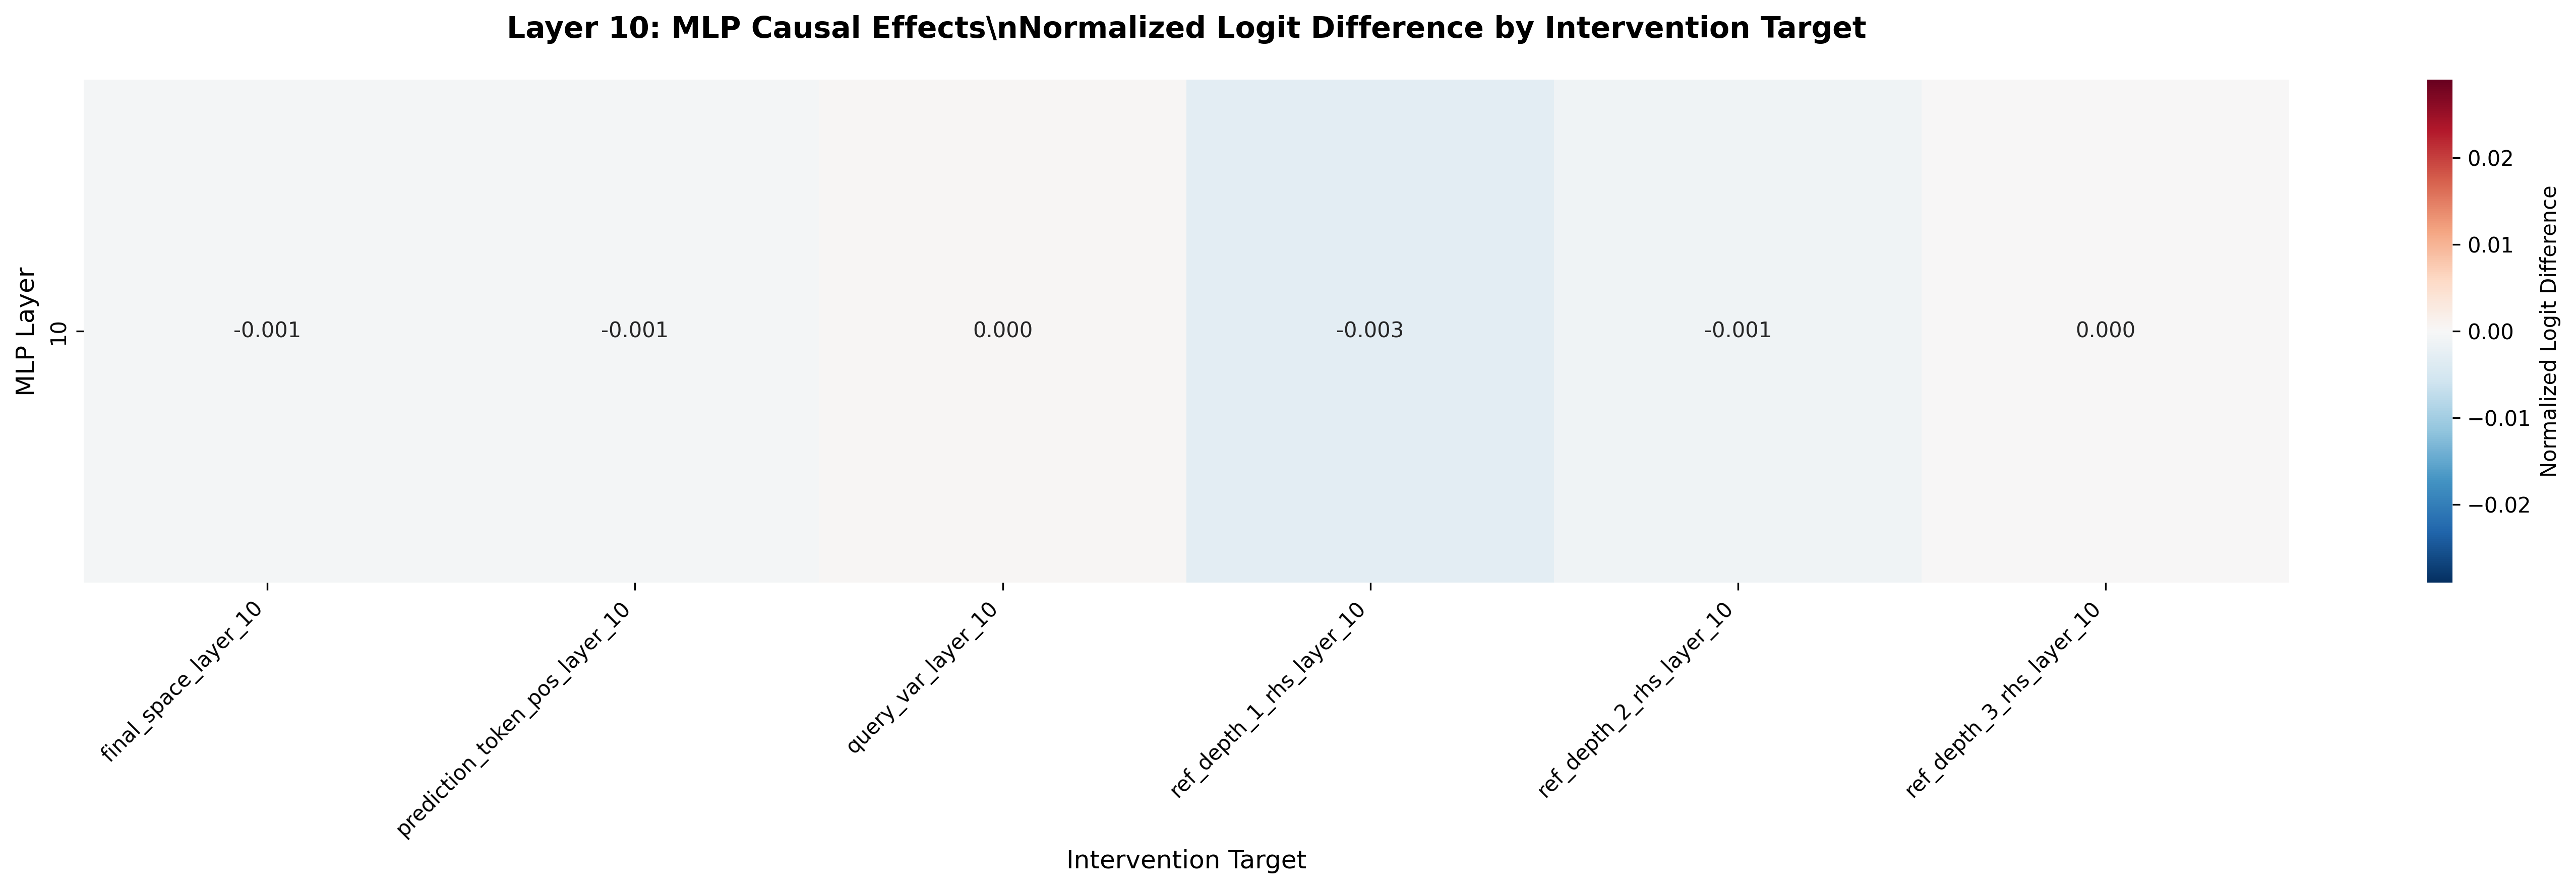 Layer 10: MLP Causal Effects\nNormalized Logit Difference by Intervention Target
MLP Layer
10
-0.001
-0.001
0.000
-0.003
-0.001
0.000
final_space_layer_10
prediction_token_pos_layer_10
query_var_layer_10
ref_depth_1_rhs_layer_10
ref_depth_2_rhs_layer_10
ref_depth_3_rhs_layer_10
Intervention Target
0.02
0.01
0.00
−0.01
−0.02
Normalized Logit Difference